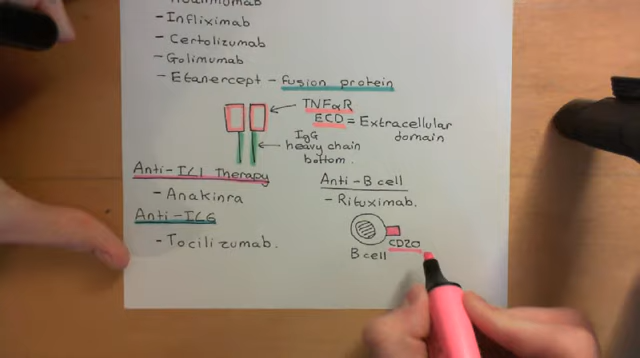 - Infliximab
- Certolizumab
- Golimumab
- Etanercept - fusion protein
TNFαR
ECD = Extracellular
domain
IgG
heavy chain
bottom.
Anti-IL1 Therapy
- Anakinra
Anti-IL6
- Tocilizumab.
Anti-B cell
- Rituximab.
CD20
B cell